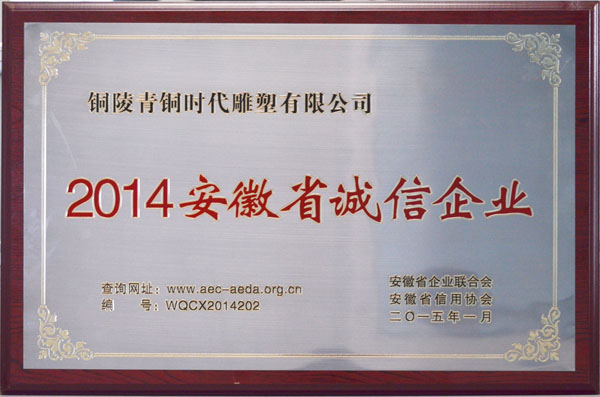 铜陵青铜时代雕塑有限公司
2014安徽省诚信企业
查询网址：www.aec-aeda.org.cn
编　　号：WQCX2014202
安徽省企业联合会
安徽省信用协会
二〇一五年一月